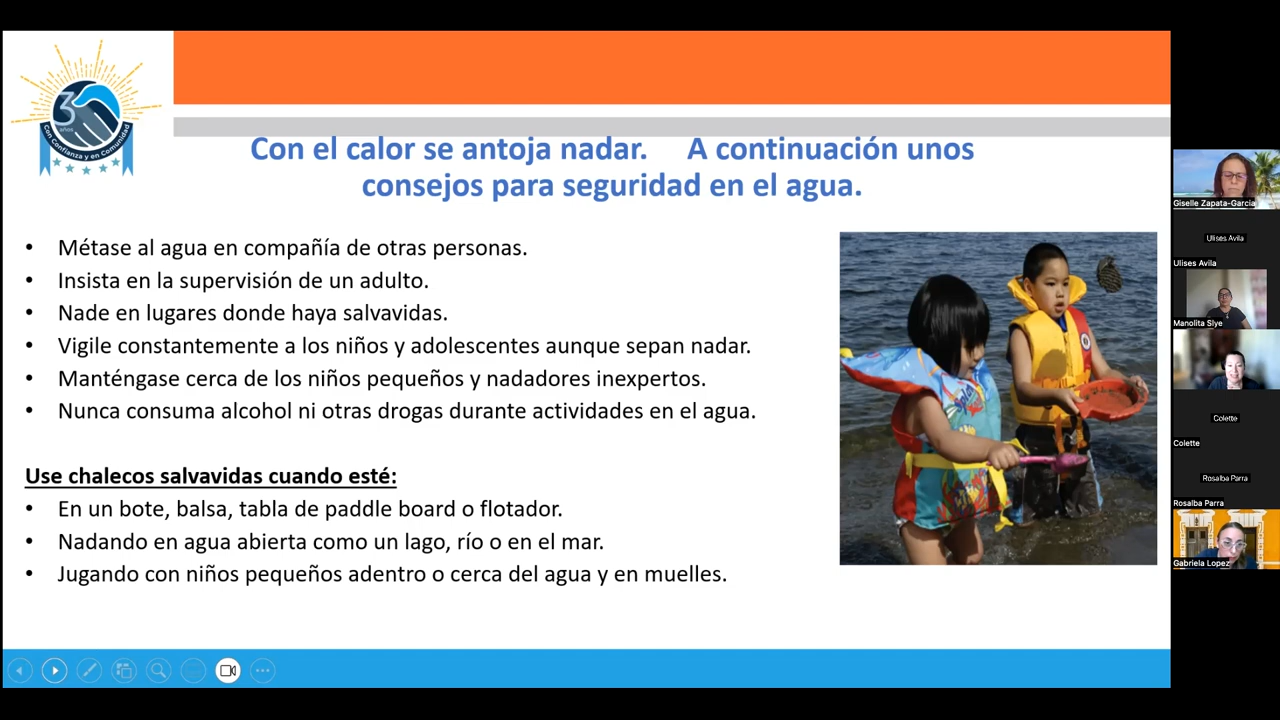 3
años
Con Confianza y en Comunidad
Con el calor se antoja nadar. A continuación unos
consejos para seguridad en el agua.
• Métase al agua en compañía de otras personas.
• Insista en la supervisión de un adulto.
• Nade en lugares donde haya salvavidas.
• Vigile constantemente a los niños y adolescentes aunque sepan nadar.
• Manténgase cerca de los niños pequeños y nadadores inexpertos.
• Nunca consuma alcohol ni otras drogas durante actividades en el agua.
Use chalecos salvavidas cuando esté:
• En un bote, balsa, tabla de paddle board o flotador.
• Nadando en agua abierta como un lago, río o en el mar.
• Jugando con niños pequeños adentro o cerca del agua y en muelles.
Giselle Zapata-Garcia
Ulises Avila
Ulises Avila
Manolita Slye
Colette
Colette
Rosalba Parra
Rosalba Parra
Gabriela Lopez